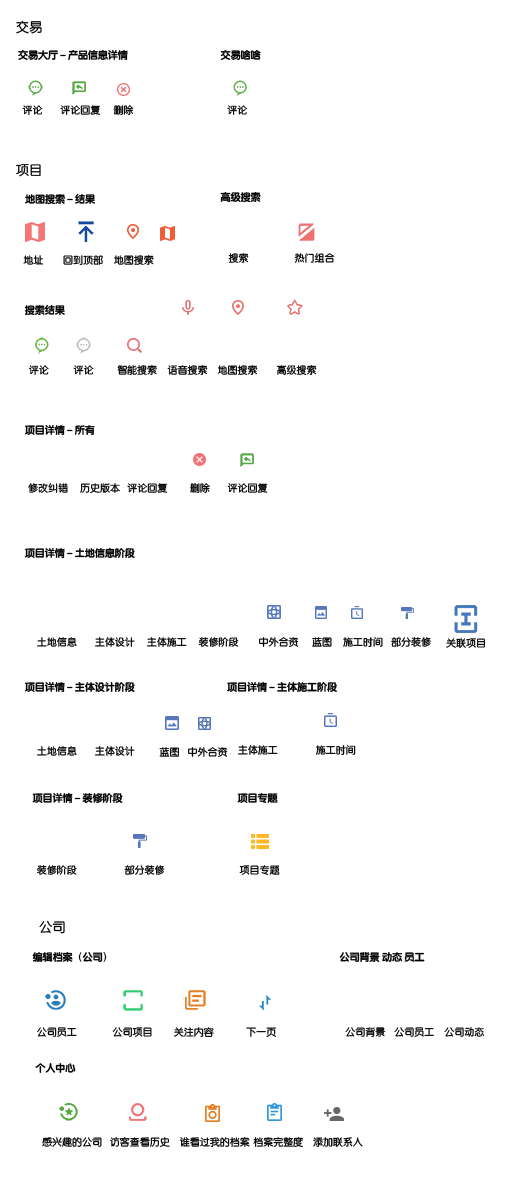 交易
交易大厅 – 产品信息详情 交易啥啥
评论 评论回复 删除 评论
项目
地图搜索 – 结果 高级搜索
地址 回到顶部 地图搜索 搜索 热门组合
搜索结果
评论 评论 智能搜索 语音搜索 地图搜索 高级搜索
项目详情 – 所有
修改纠错 历史版本 评论回复 删除 评论回复
项目详情 – 土地信息阶段
土地信息 主体设计 主体施工 装修阶段 中外合资 蓝图 施工时间 部分装修 关联项目
项目详情 – 主体设计阶段 项目详情 – 主体施工阶段
土地信息 主体设计 蓝图 中外合资 主体施工 施工时间
项目详情 – 装修阶段 项目专题
装修阶段 部分装修 项目专题
公司
编辑档案（公司） 公司背景 动态 员工
公司员工 公司项目 关注内容 下一页 公司背景 公司员工 公司动态
个人中心
感兴趣的公司 访客查看历史 谁看过我的档案 档案完整度 添加联系人